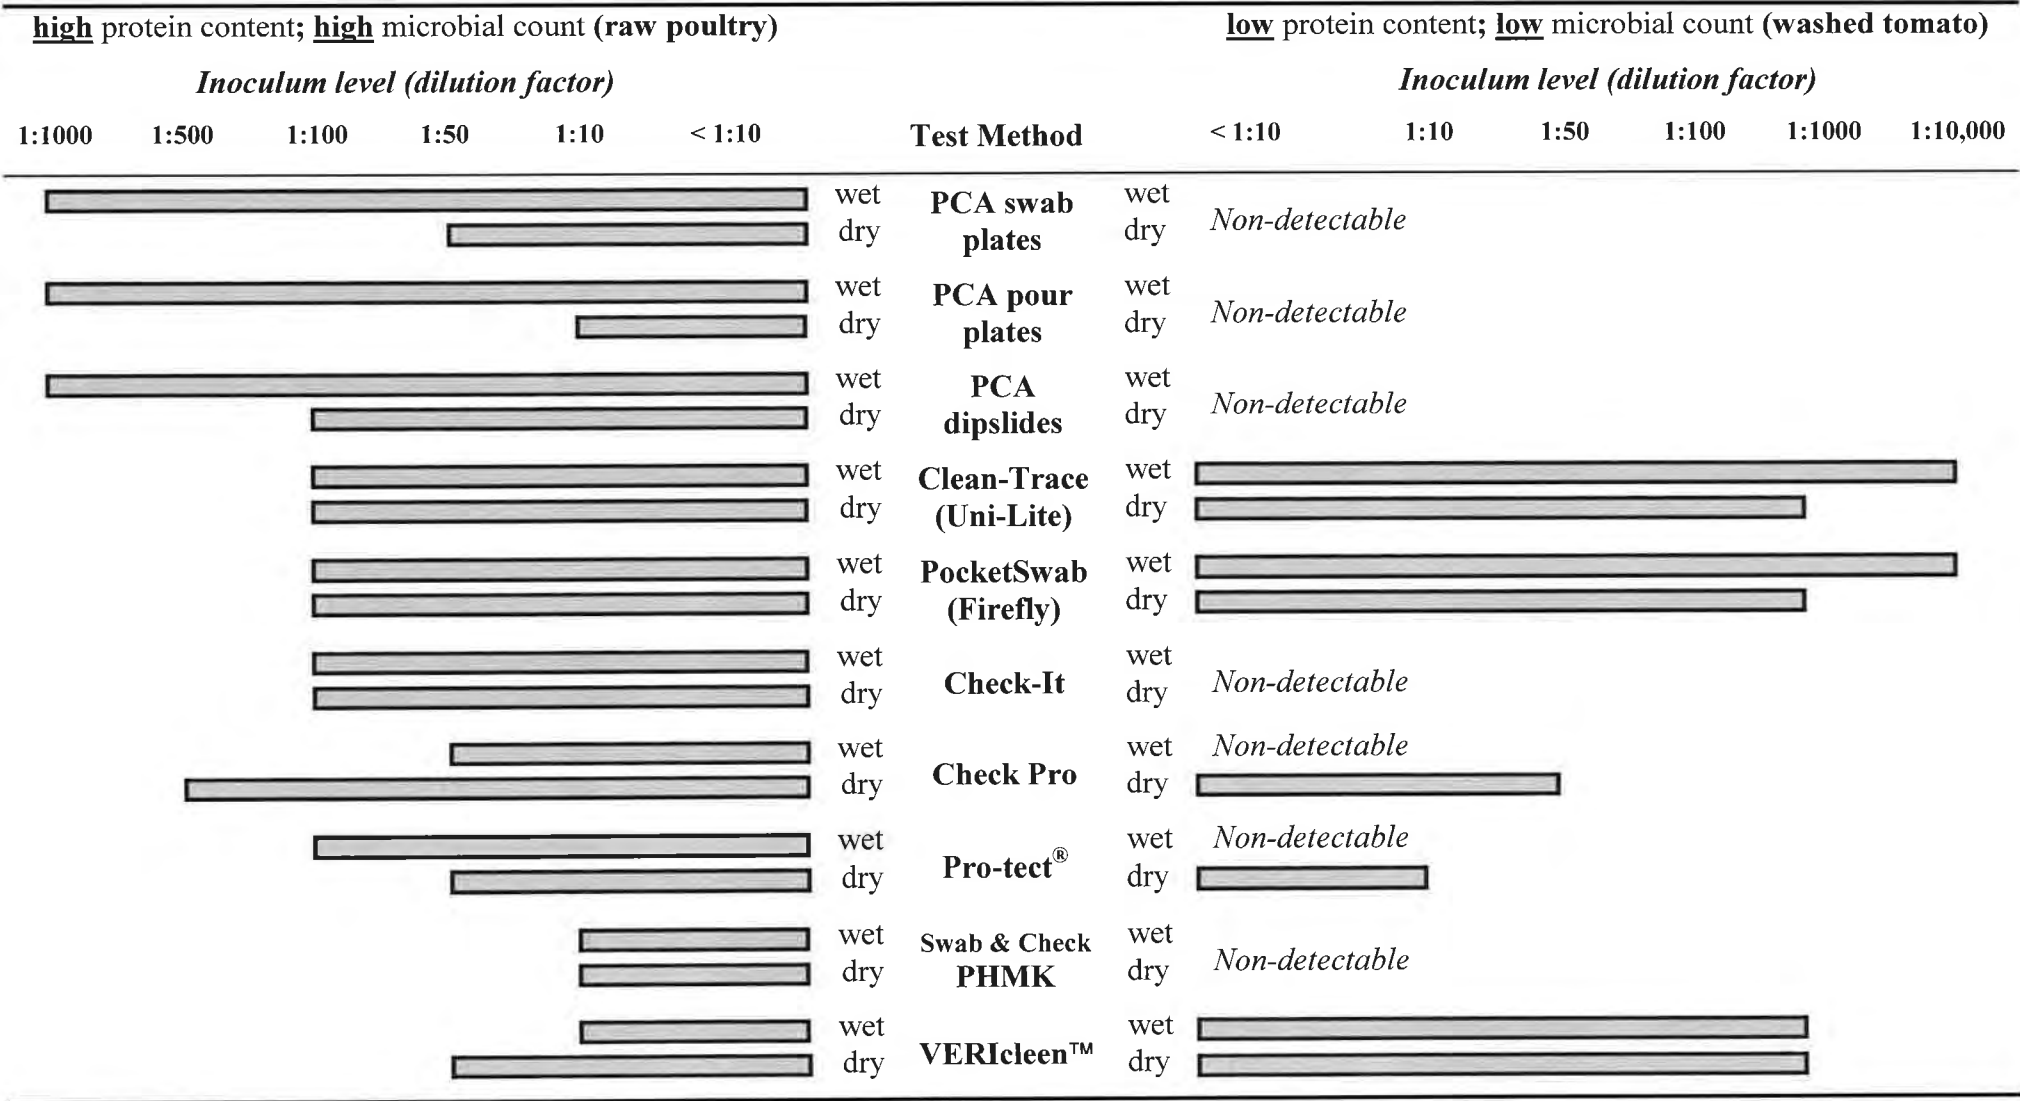 high protein content; high microbial count (raw poultry)
low protein content; low microbial count (washed tomato)
Inoculum level (dilution factor)
Inoculum level (dilution factor)
1:1000 1:500 1:100 1:50 1:10 < 1:10 Test Method < 1:10 1:10 1:50 1:100 1:1000 1:10,000
wet PCA swab wet
dry plates dry Non-detectable
wet PCA pour wet
dry plates dry Non-detectable
wet PCA wet
dry dipslides dry Non-detectable
wet Clean-Trace wet
dry (Uni-Lite) dry
wet PocketSwab wet
dry (Firefly) dry
wet Check-It wet
dry dry Non-detectable
wet Check Pro wet Non-detectable
dry dry
wet Pro-tect® wet Non-detectable
dry dry
wet Swab & Check wet
dry PHMK dry Non-detectable
wet VERIcleen™ wet
dry dry